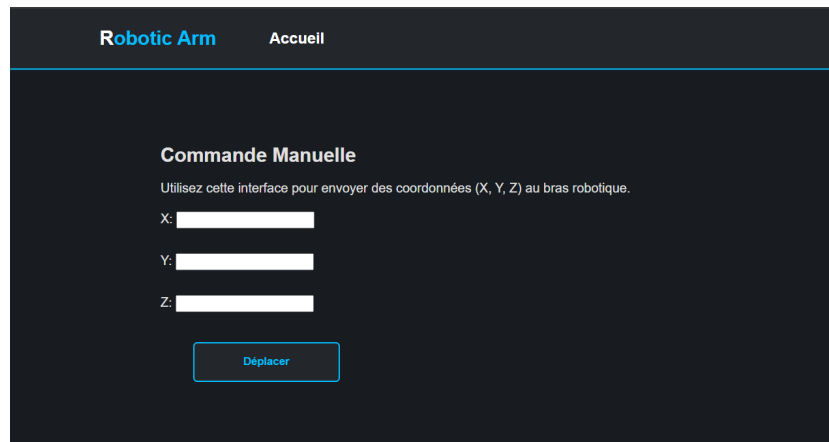 Robotic Arm Accueil
Commande Manuelle
Utilisez cette interface pour envoyer des coordonnées (X, Y, Z) au bras robotique.
X:
Y:
Z:
Déplacer